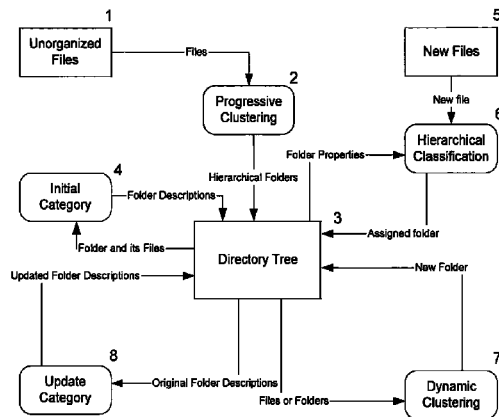 1
5
Unorganized
Files
Files
New Files
2
New file
6
Progressive
Clustering
Hierarchical
Classification
4
Folder Properties
Hierarchical Folders
Initial
Category
Folder Descriptions
3
Assigned folder
Folder and its Files
Directory Tree
Updated Folder Descriptions
New Folder
8
7
Update
Category
Original Folder Descriptions
Files or Folders
Dynamic
Clustering